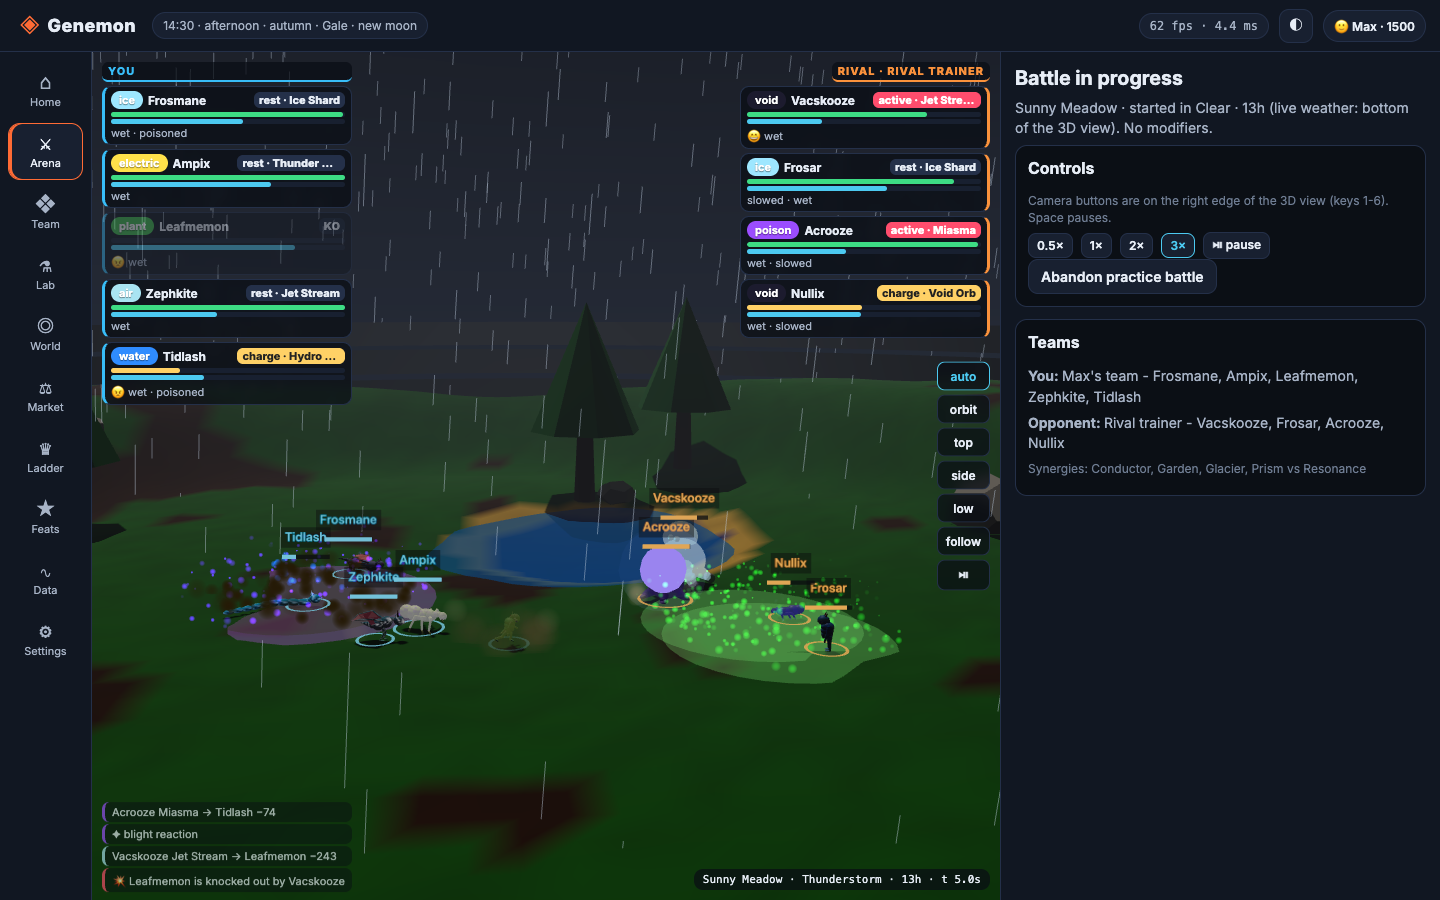 Genemon
14:30 · afternoon · autumn · Gale · new moon
62 fps · 4.4 ms
Max · 1500
Home
Arena
Team
Lab
World
Market
Ladder
Feats
Data
Settings
YOU
ice Frosmane rest · Ice Shard
wet · poisoned
electric Ampix rest · Thunder ...
wet
plant Leafmemon KO
wet
air Zephkite rest · Jet Stream
wet
water Tidlash charge · Hydro ...
wet · poisoned
RIVAL · RIVAL TRAINER
void Vacskooze active · Jet Stre...
wet
ice Frosar rest · Ice Shard
slowed · wet
poison Acrooze active · Miasma
wet · slowed
void Nullix charge · Void Orb
wet · slowed
auto
orbit
top
side
low
follow
Vacskooze
Acrooze
Frosmane
Tidlash
Ampix
Zephkite
Nullix
Frosar
Acrooze Miasma → Tidlash −74
✦ blight reaction
Vacskooze Jet Stream → Leafmemon −243
Leafmemon is knocked out by Vacskooze
Sunny Meadow · Thunderstorm · 13h · t 5.0s
Battle in progress
Sunny Meadow · started in Clear · 13h (live weather: bottom
of the 3D view). No modifiers.
Controls
Camera buttons are on the right edge of the 3D view (keys 1-6).
Space pauses.
0.5× 1× 2× 3× ⏯ pause
Abandon practice battle
Teams
You: Max's team - Frosmane, Ampix, Leafmemon,
Zephkite, Tidlash
Opponent: Rival trainer - Vacskooze, Frosar, Acrooze,
Nullix
Synergies: Conductor, Garden, Glacier, Prism vs Resonance